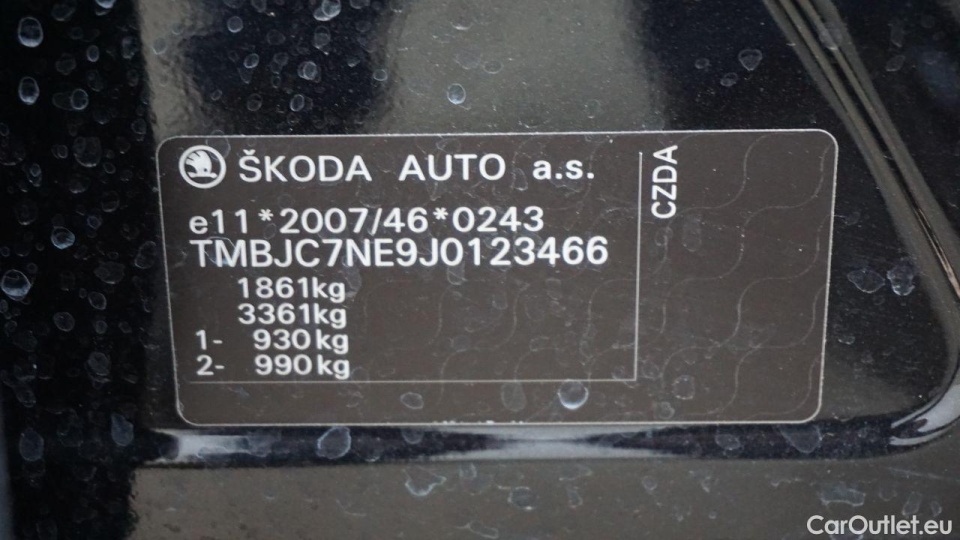 ŠKODA AUTO a.s.
e11*2007/46*0243
TMBJC7NE9J0123466
1861kg
3361kg
1- 930kg
2- 990kg
CZDA
CarOutlet.eu